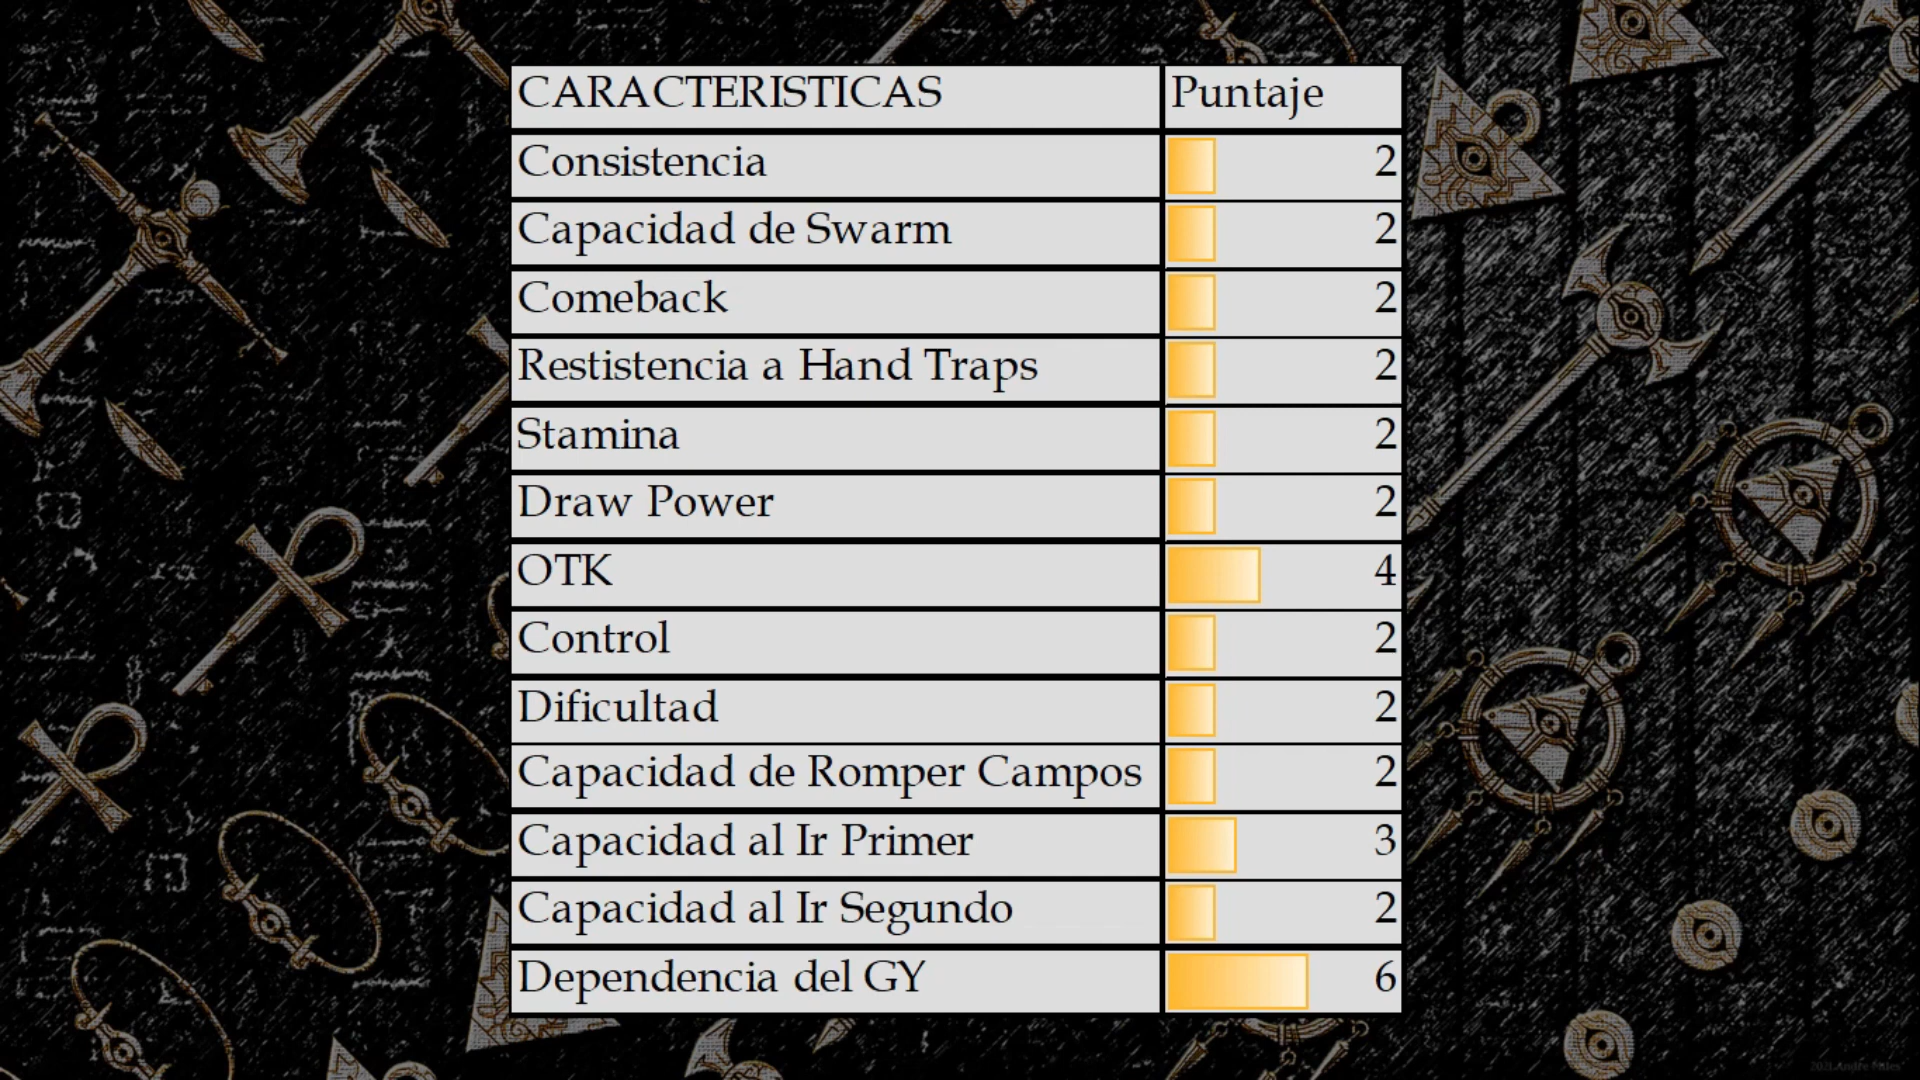 CARACTERISTICAS Puntaje
Consistencia 2
Capacidad de Swarm 2
Comeback 2
Restistencia a Hand Traps 2
Stamina 2
Draw Power 2
OTK 4
Control 2
Dificultad 2
Capacidad de Romper Campos 2
Capacidad al Ir Primer 3
Capacidad al Ir Segundo 2
Dependencia del GY 6